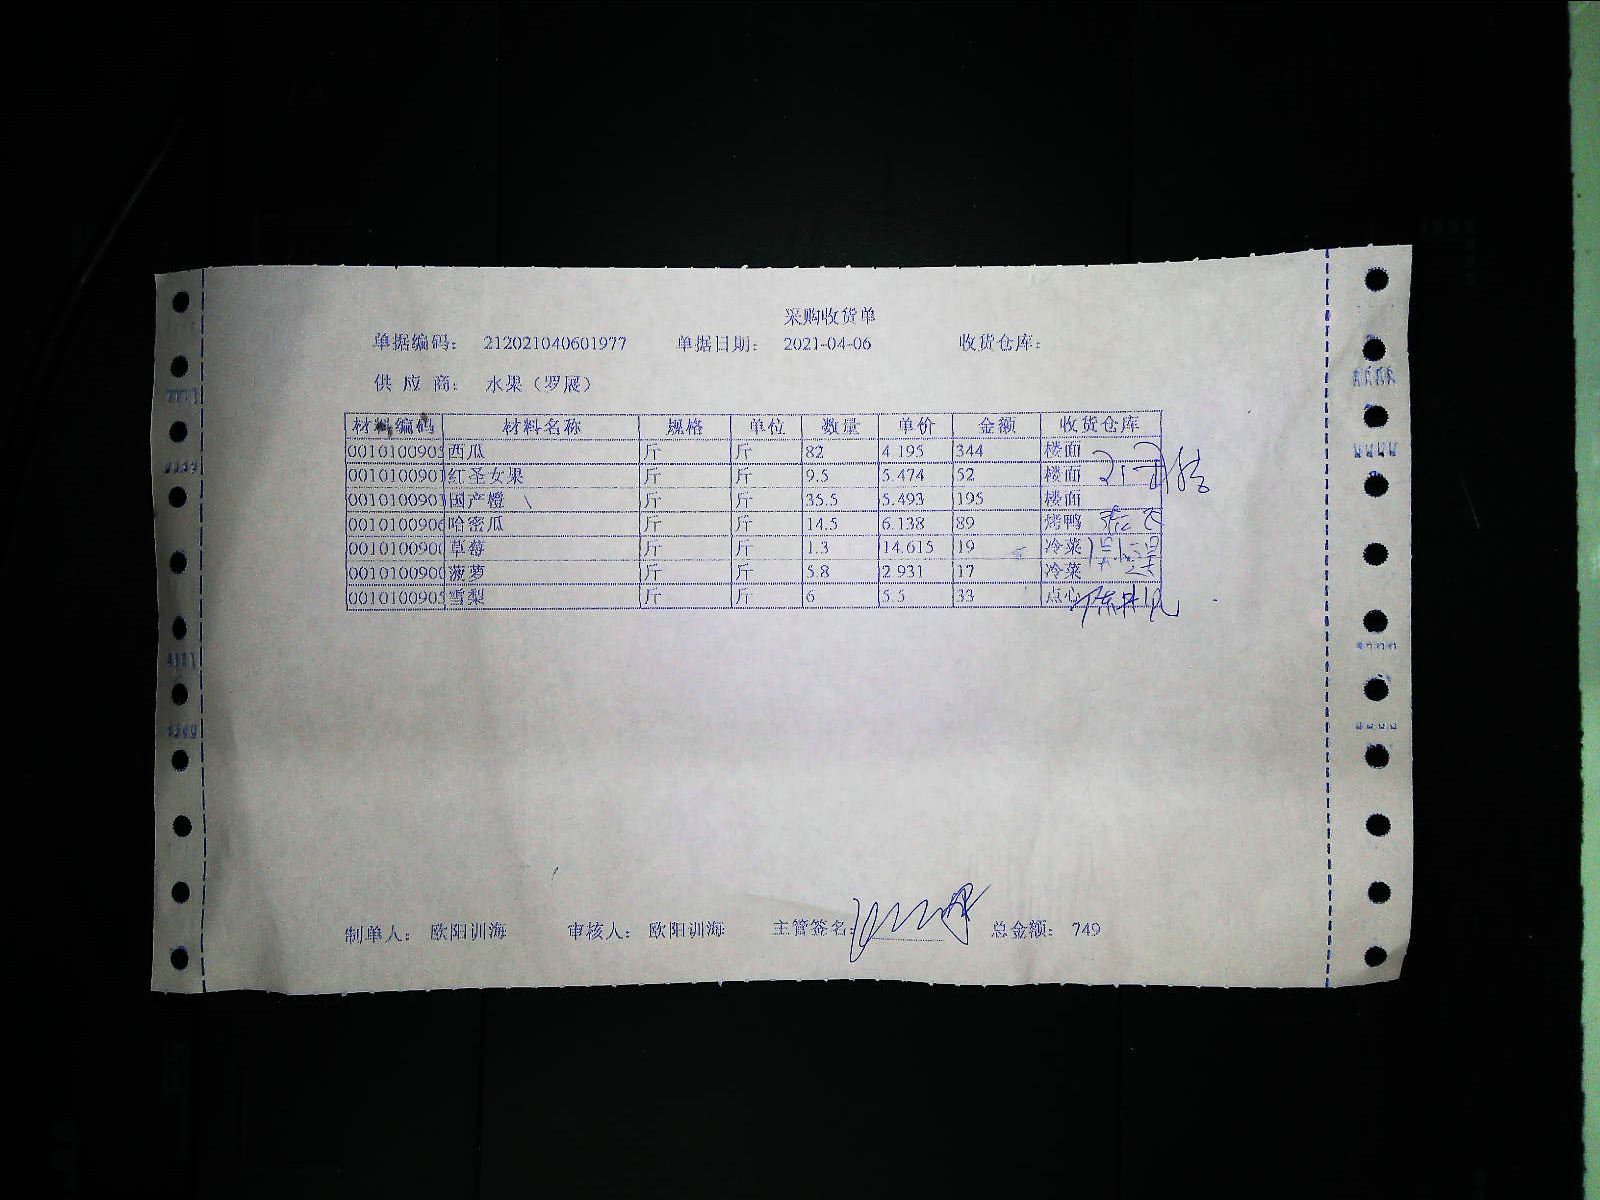 采购收货单
单据编码： 212021040601977 单据日期： 2021-04-06 收货仓库：
供 应 商： 水果（罗展）
材料编码 材料名称 规格 单位 数量 单价 金额 收货仓库
0010100905 西瓜 斤 斤 82 4.195 344 楼面
0010100901 红圣女果 斤 斤 9.5 5.474 52 楼面
0010100901 国产橙 斤 斤 35.5 5.493 195 楼面
0010100906 哈密瓜 斤 斤 14.5 6.138 89 烤鸭
0010100900 草莓 斤 斤 1.3 14.615 19 冷菜
0010100900 菠萝 斤 斤 5.8 2.931 17 冷菜
0010100905 雪梨 斤 斤 6 5.5 33 点心
制单人： 欧阳训海 审核人： 欧阳训海 主管签名： 总金额： 749